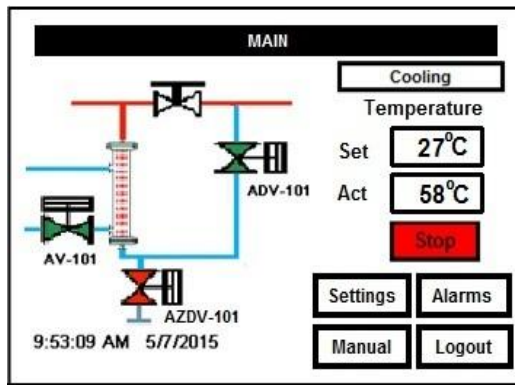 MAIN
Cooling
Temperature
Set 27°C
Act 58°C
Stop
ADV-101
AV-101
AZDV-101
9:53:09 AM 5/7/2015
Settings Alarms
Manual Logout